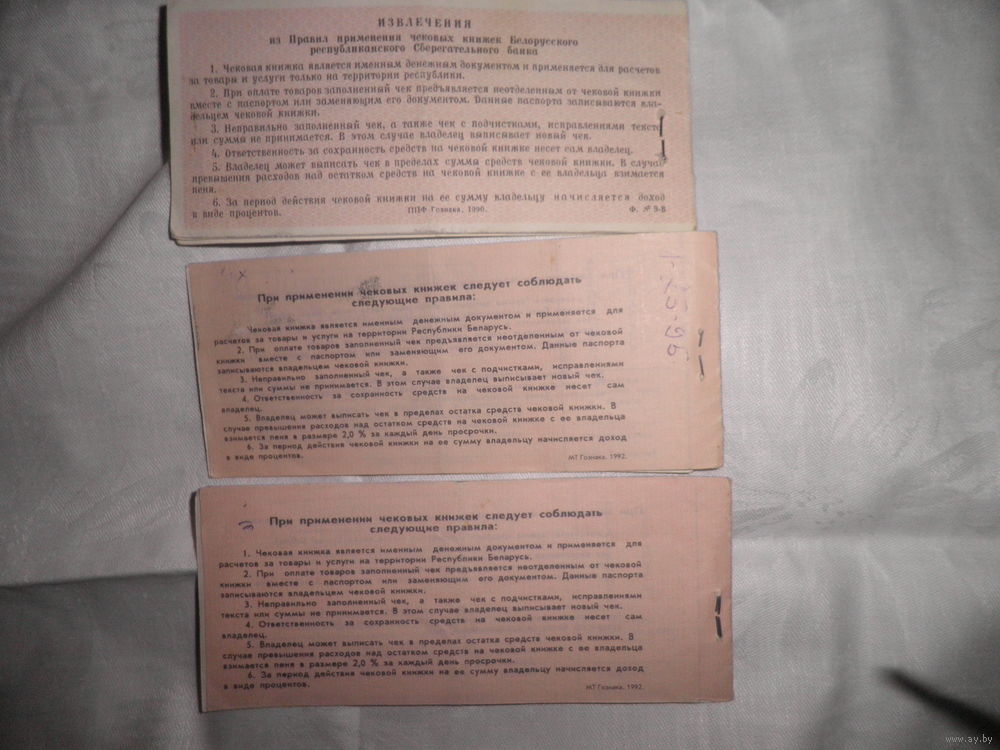 ИЗВЛЕЧЕНИЯ
из Правил применения чековых книжек Белорусского
республиканского Сберегательного банка
1. Чековая книжка является именным денежным документом и применяется для расчетов
за товары и услуги только на территории республики.
2. При оплате товаров заполненный чек предъявляется неотделенным от чековой книжки
вместе с паспортом или заменяющим его документом. Данные паспорта записываются вла-
дельцем чековой книжки.
3. Неправильно заполненный чек, а также чек с подчистками, исправлениями текста
или суммы не принимается. В этом случае владелец выписывает новый чек.
4. Ответственность за сохранность средств на чековой книжке несет сам владелец.
5. Владелец может выписать чек в пределах суммы средств чековой книжки. В случае
превышения расходов над остатком средств на чековой книжке с ее владельца взимается
пеня.
6. За период действия чековой книжки на ее сумму владельцу начисляется доход
в виде процентов.
ППФ Гознака. 1990.
Ф. № 9-В
При применении чековых книжек следует соблюдать
следующие правила:
Чековая книжка является именным денежным документом и применяется для
расчетов за товары и услуги на территории Республики Беларусь.
2. При оплате товаров заполненный чек предъявляется неотделенным от чековой
книжки вместе с паспортом или заменяющим его документом. Данные паспорта
записываются владельцем чековой книжки.
3. Неправильно заполненный чек, а также чек с подчистками, исправлениями
текста или суммы не принимается. В этом случае владелец выписывает новый чек.
4. Ответственность за сохранность средств на чековой книжке несет сам
владелец.
5. Владелец может выписать чек в пределах остатка средств чековой книжки. В
случае превышения расходов над остатком средств на чековой книжке с ее владельца
взимается пеня в размере 2,0 % за каждый день просрочки.
6. За период действия чековой книжки на ее сумму владельцу начисляется доход
в виде процентов.
МТ Гознака. 1992.
При применении чековых книжек следует соблюдать
следующие правила:
1. Чековая книжка является именным денежным документом и применяется для
расчетов за товары и услуги на территории Республики Беларусь.
2. При оплате товаров заполненный чек предъявляется неотделенным от чековой
книжки вместе с паспортом или заменяющим его документом. Данные паспорта
записываются владельцем чековой книжки.
3. Неправильно заполненный чек, а также чек с подчистками, исправлениями
текста или суммы не принимается. В этом случае владелец выписывает новый чек.
4. Ответственность за сохранность средств на чековой книжке несет сам
владелец.
5. Владелец может выписать чек в пределах остатка средств чековой книжки. В
случае превышения расходов над остатком средств на чековой книжке с ее владельца
взимается пеня в размере 2,0 % за каждый день просрочки.
6. За период действия чековой книжки на ее сумму владельцу начисляется доход
в виде процентов.
МТ Гознака. 1992.
www.ay.by